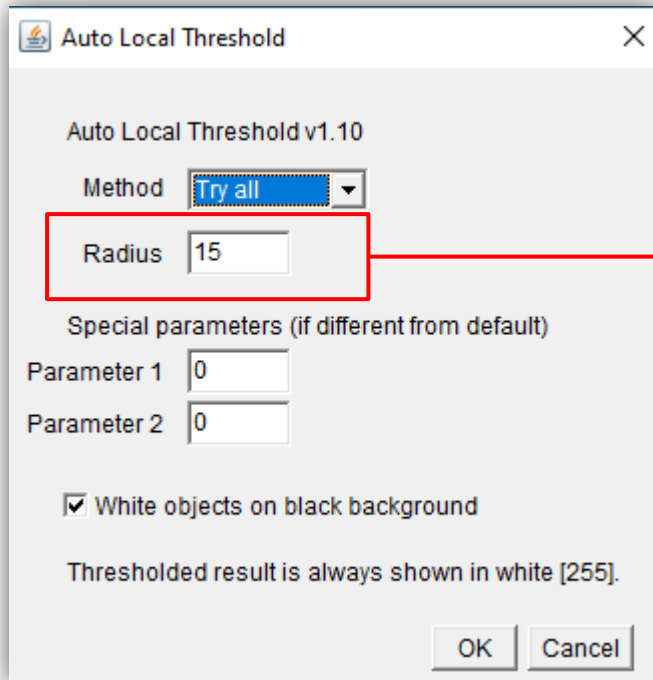 Auto Local Threshold
Auto Local Threshold v1.10
Method Try all
Radius 15
Special parameters (if different from default)
Parameter 1 0
Parameter 2 0
White objects on black background
Thresholded result is always shown in white [255].
OK Cancel